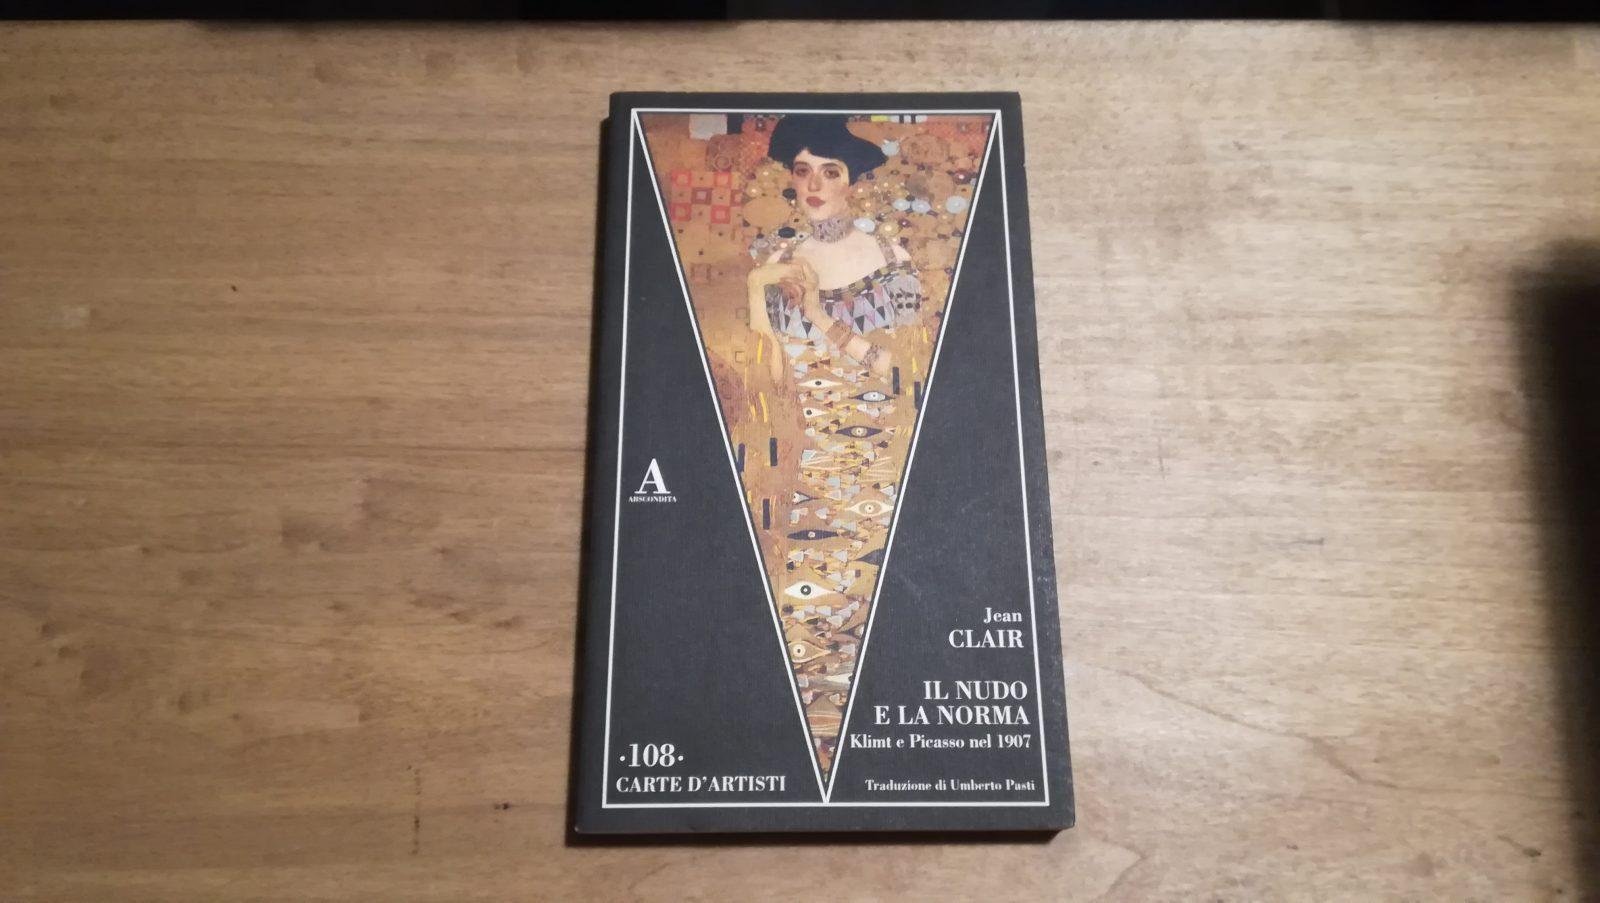 A
ABSCONDITA
Jean
CLAIR
IL NUDO
E LA NORMA
Klimt e Picasso nel 1907
·108·
CARTE D'ARTISTI
Traduzione di Umberto Pasti